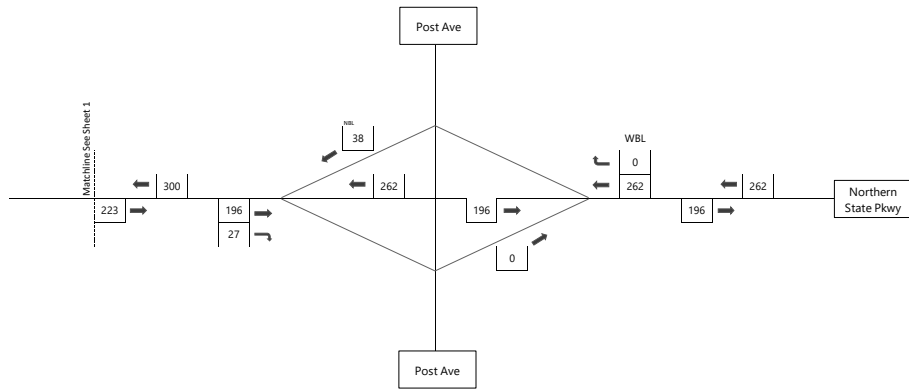 Post Ave
Matchline See Sheet 1
NBL
38
WBL
0
300
262
262
262
Northern
State Pkwy
223
196
196
196
27
0
Post Ave